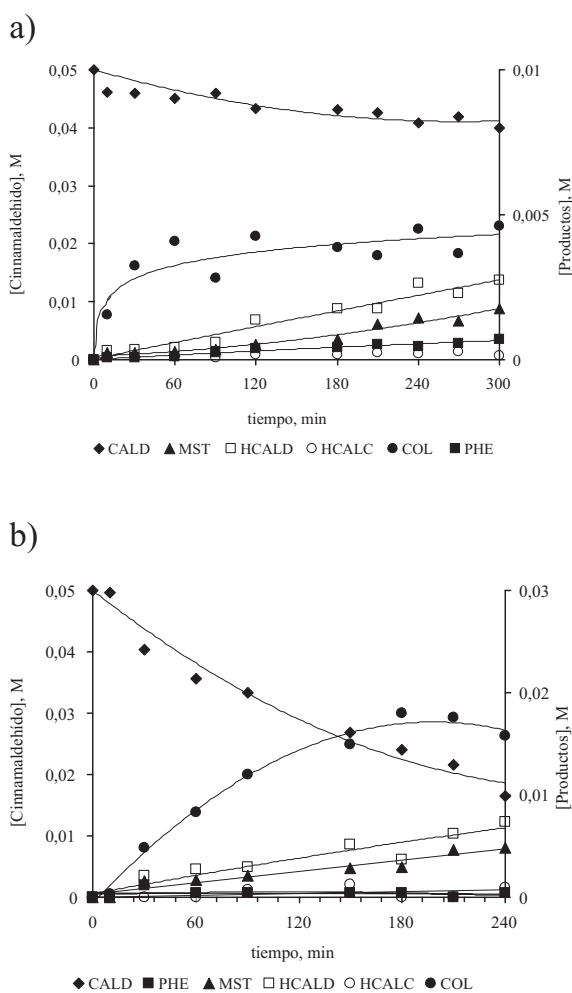 a)
0,05
0,04
0,03
0,02
0,01
0
[Cinnamaldehido], M
0,01
0,005
0
[Productos], M
0 60 120 180 240 300
tiempo, min
CALD MST HCALD HCALC COL PHE
b)
0,05
0,04
0,03
0,02
0,01
0
[Cinnamaldehído], M
0,03
0,02
0,01
0
[Productos], M
0 60 120 180 240
tiempo, min
CALD PHE MST HCALD HCALC COL